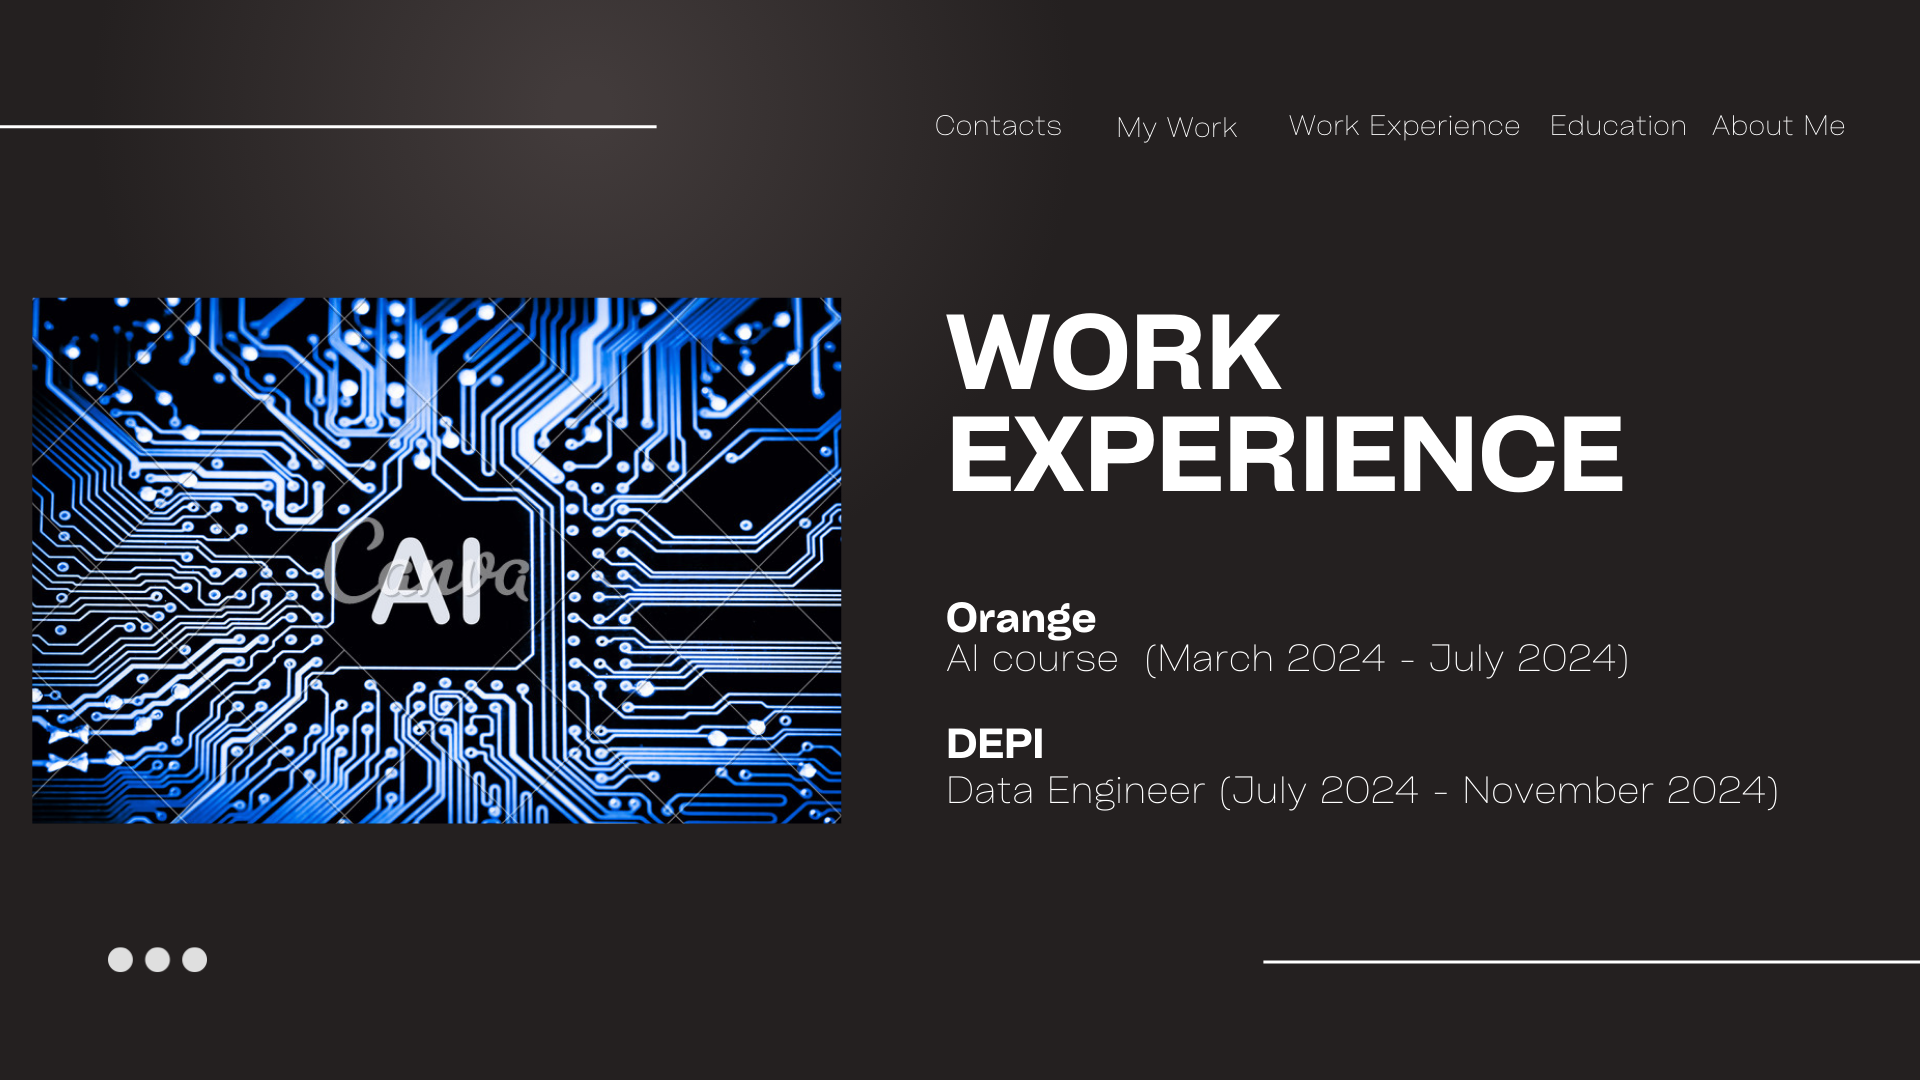 Contacts My Work Work Experience Education About Me
WORK
EXPERIENCE
AI
Canva
Orange
AI course (March 2024 - July 2024)
DEPI
Data Engineer (July 2024 - November 2024)